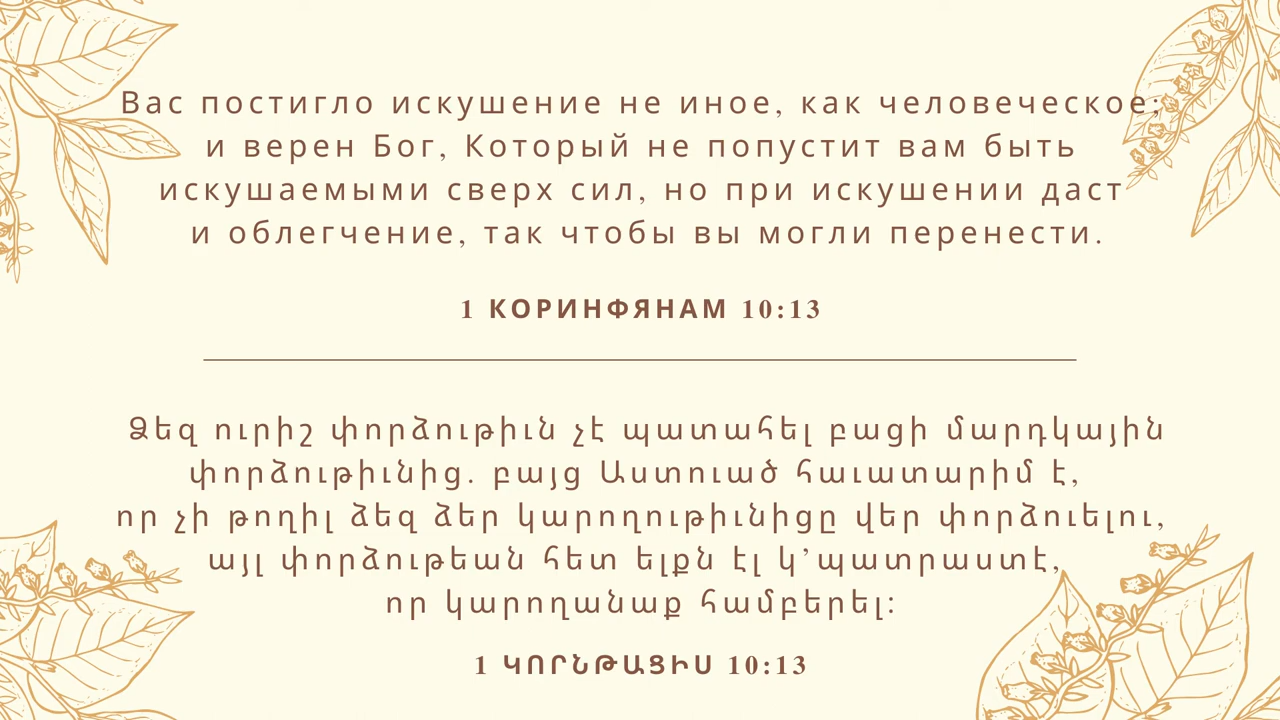 Вас постигло искушение не иное, как человеческое;
и верен Бог, Который не попустит вам быть
искушаемыми сверх сил, но при искушении даст
и облегчение, так чтобы вы могли перенести.
1 КОРИНФЯНАМ 10:13
Ձեզ ուրիշ փորձութիւն չէ պատահել բացի մարդկային
փորձութիւնից. բայց Աստուած հաւատարիմ է,
որ չի թողիլ ձեզ ձեր կարողութիւնիցը վեր փորձուելու,
այլ փորձութեան հետ ելքն էլ կ’պատրաստէ,
որ կարողանաք համբերել:
1 ԿՈՐՆԹԱՑԻՍ 10:13